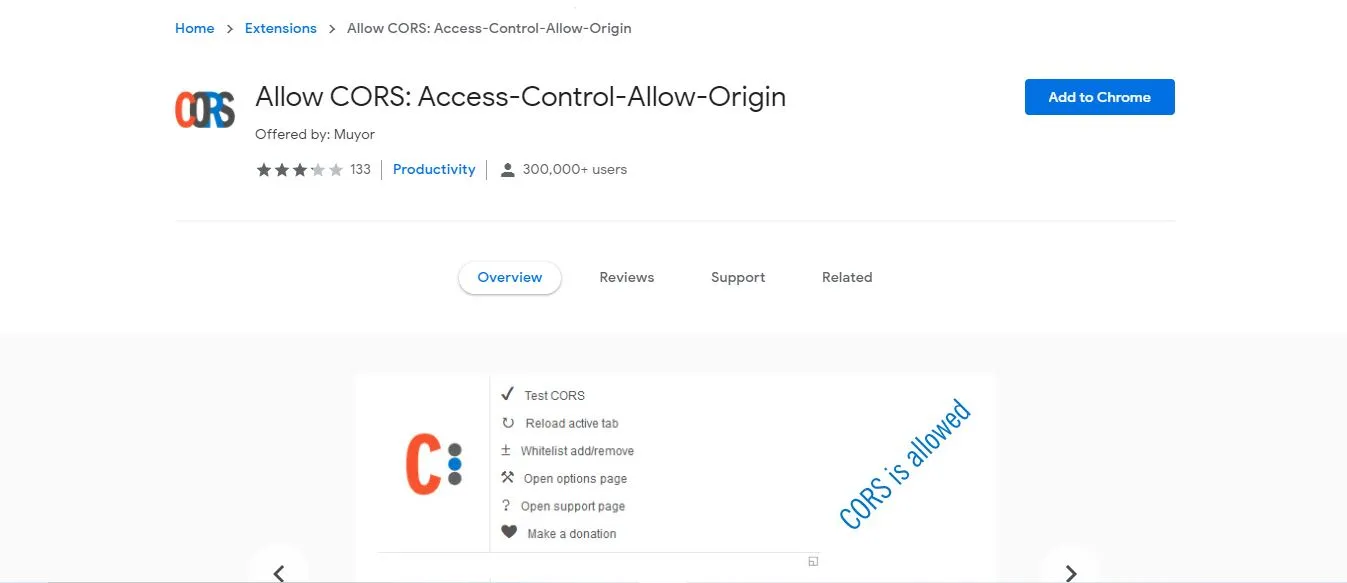 Home > Extensions > Allow CORS: Access-Control-Allow-Origin
CORS
Allow CORS: Access-Control-Allow-Origin
Add to Chrome
Offered by: Muyor
133 Productivity 300,000+ users
Overview Reviews Support Related
Test CORS
Reload active tab
± Whitelist add/remove
Open options page
? Open support page
Make a donation
C
CORS is allowed